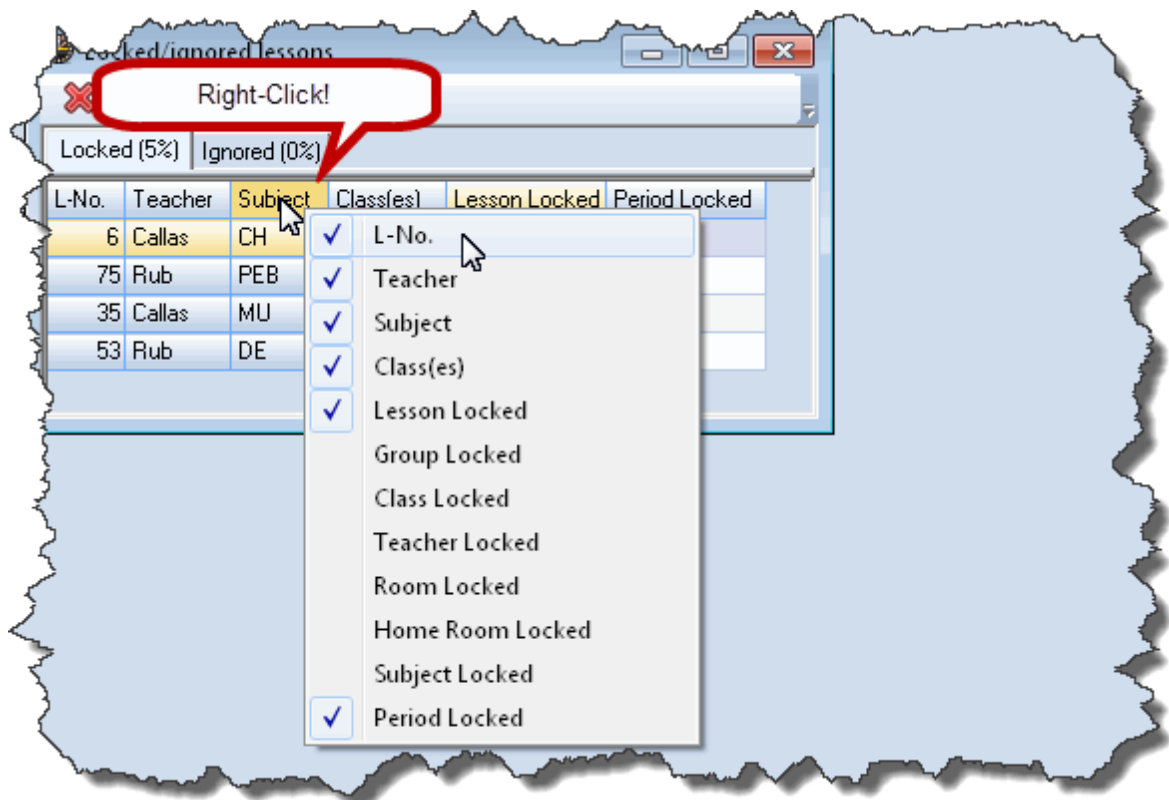 Locked/ignored lessons
Right-Click!
Locked (5%) Ignored (0%)
L-No. Teacher Subject Class(es) Lesson Locked Period Locked
6 Callas CH
75 Rub PEB
35 Callas MU
53 Rub DE
L-No.
Teacher
Subject
Class(es)
Lesson Locked
Group Locked
Class Locked
Teacher Locked
Room Locked
Home Room Locked
Subject Locked
Period Locked